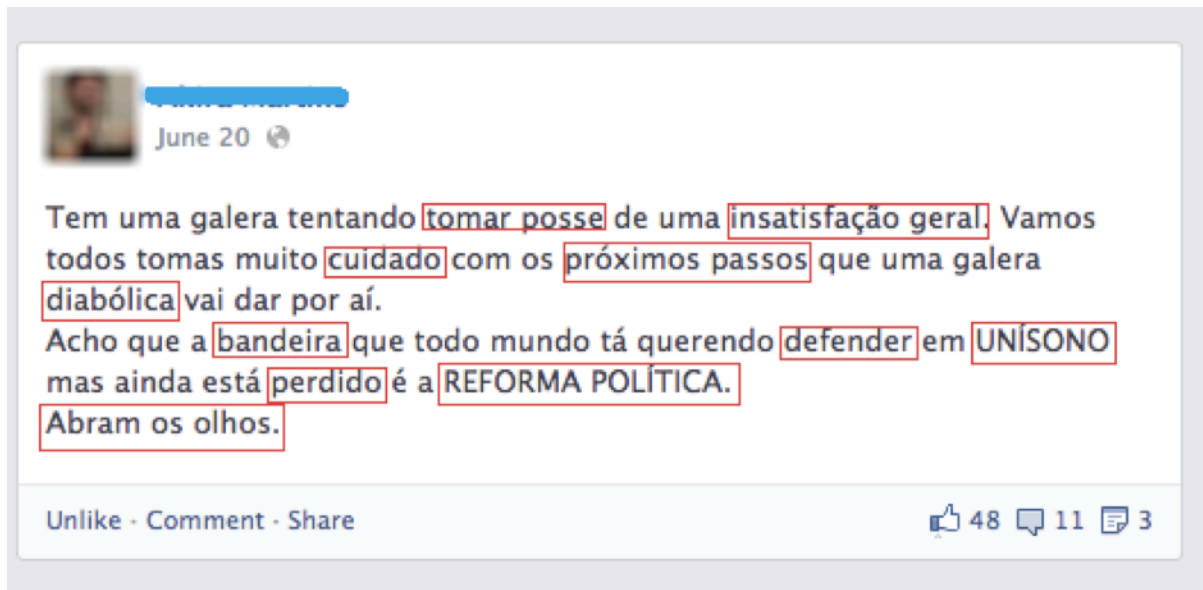 June 20
Tem uma galera tentando tomar posse de uma insatisfação geral. Vamos
todos tomas muito cuidado com os próximos passos que uma galera
diabólica vai dar por aí.
Acho que a bandeira que todo mundo tá querendo defender em UNÍSONO
mas ainda está perdido é a REFORMA POLÍTICA.
Abram os olhos.
Unlike · Comment · Share 48 11 3